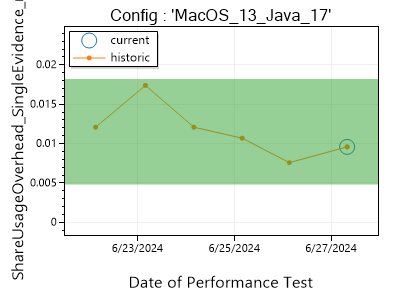 Config : 'MacOS_13_Java_17'
current
historic
0.02
0.015
0.01
0.005
0
ShareUsageOverhead_SingleEvidence_
6/23/2024
6/25/2024
6/27/2024
Date of Performance Test